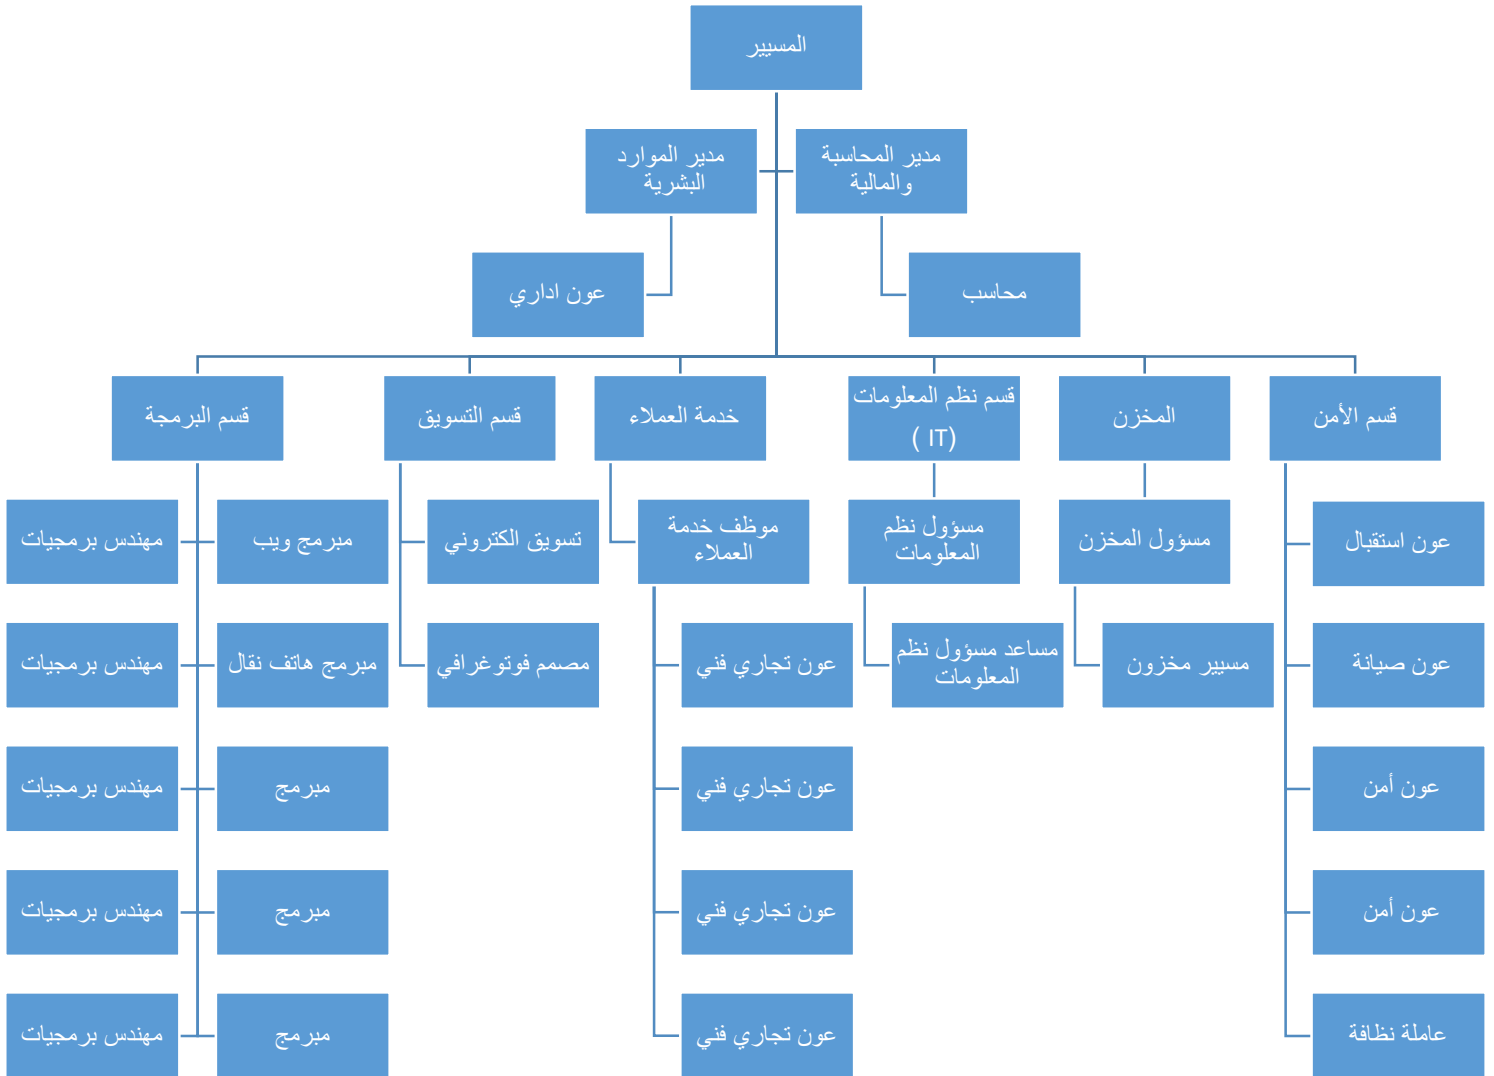 المسيير
مدير المحاسبة
والمالية
مدير الموارد
البشرية
محاسب
عون اداري
قسم الأمن
المخزن
قسم نظم المعلومات
( IT)
خدمة العملاء
قسم التسويق
قسم البرمجة
عون استقبال
مسؤول المخزن
مسؤول نظم
المعلومات
موظف خدمة
العملاء
تسويق الكتروني
مبرمج ويب
مهندس برمجيات
عون صيانة
مسيير مخزون
مساعد مسؤول نظم
المعلومات
عون تجاري فني
مصمم فوتوغرافي
مبرمج هاتف نقال
مهندس برمجيات
عون أمن
عون تجاري فني
مبرمج
مهندس برمجيات
عون أمن
عون تجاري فني
مبرمج
مهندس برمجيات
عاملة نظافة
عون تجاري فني
مبرمج
مهندس برمجيات